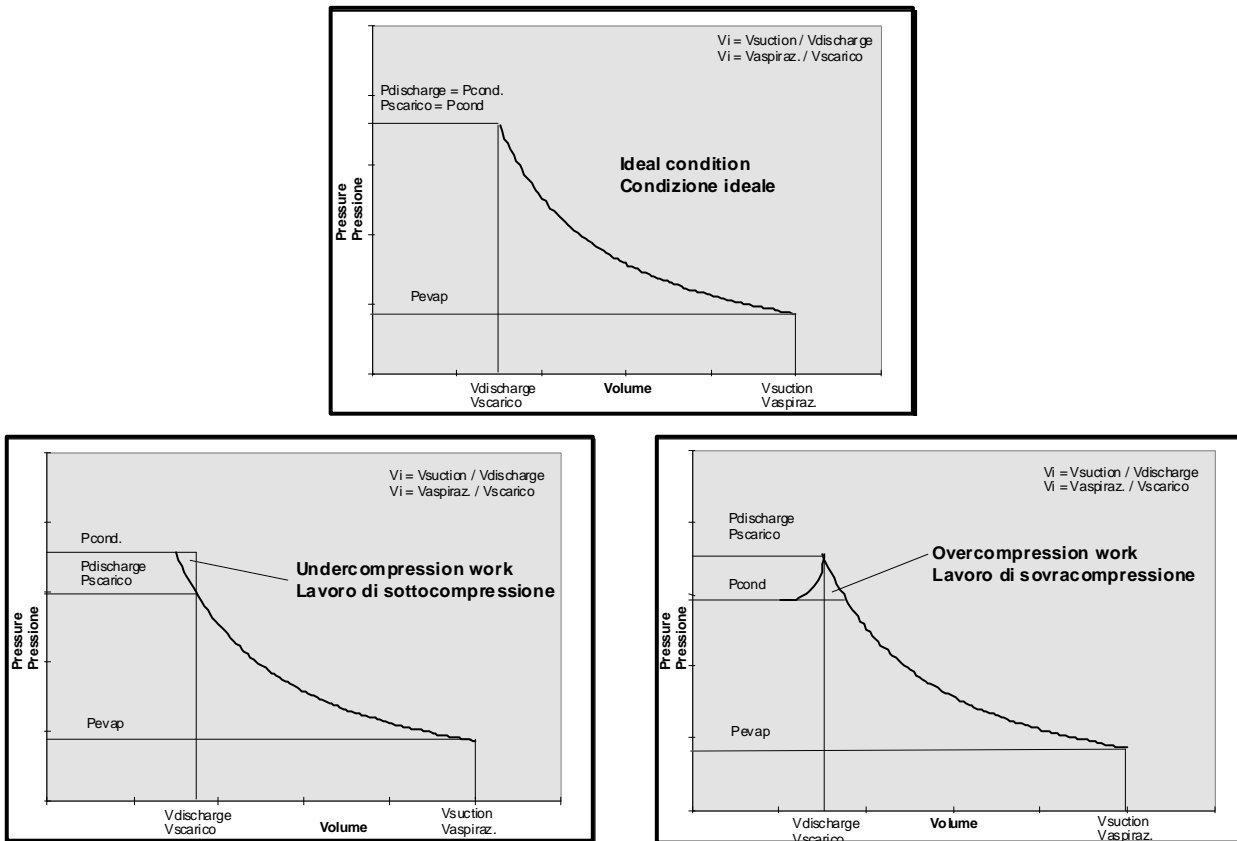 Vi = Vsuction / Vdischarge
Vi = Vaspiraz. / Vscarico
Pdischarge = Pcond.
Pscarico = Pcond
Ideal condition
Condizione ideale
Pressure
Pressione
Pevap
Vdischarge
Vscarico
Volume
Vsuction
Vaspiraz.
Vi = Vsuction / Vdischarge
Vi = Vaspiraz. / Vscarico
Pcond.
Pdischarge
Pscarico
Undercompression work
Lavoro di sottocompressione
Pressure
Pressione
Pevap
Vdischarge
Vscarico
Volume
Vsuction
Vaspiraz.
Vi = Vsuction / Vdischarge
Vi = Vaspiraz. / Vscarico
Pdischarge
Pscarico
Overcompression work
Lavoro di sovracompressione
Pcond
Pressure
Pressione
Pevap
Vdischarge
Vscarico
Volume
Vsuction
Vaspiraz.